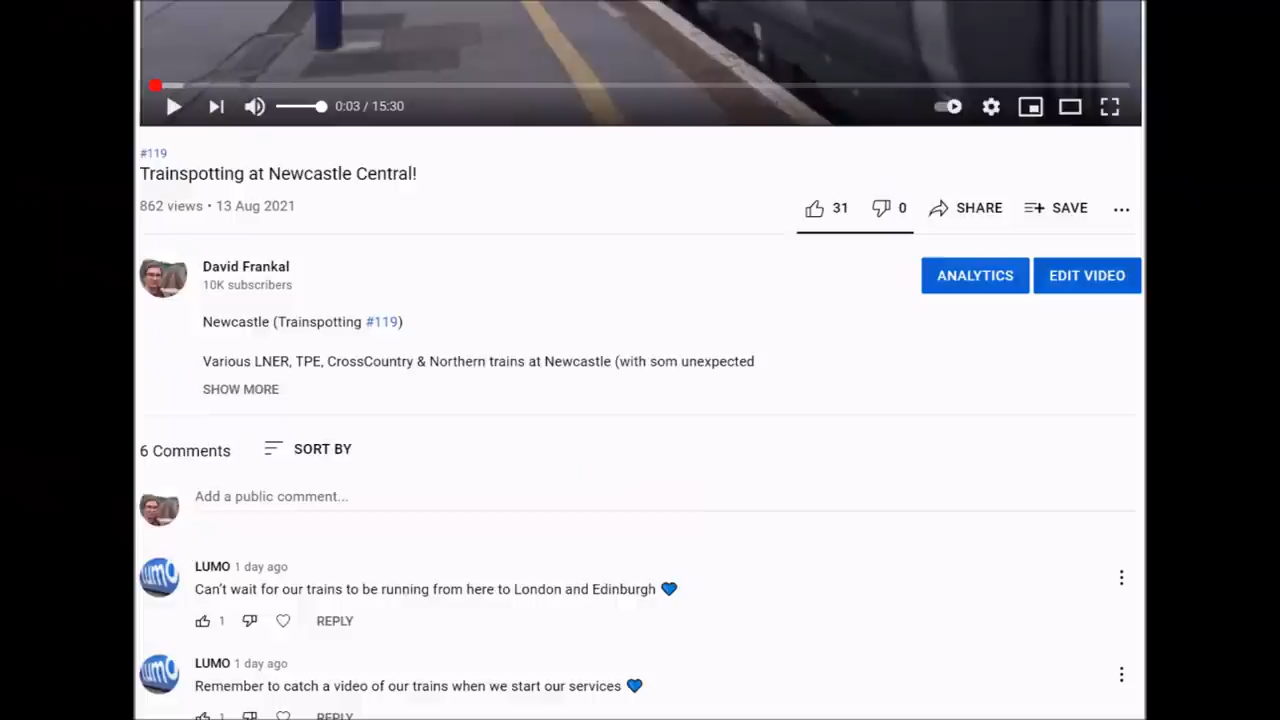 0:03 / 15:30
#119
Trainspotting at Newcastle Central!
862 views • 13 Aug 2021
31 0 SHARE SAVE
David Frankal
10K subscribers
ANALYTICS EDIT VIDEO
Newcastle (Trainspotting #119)
Various LNER, TPE, CrossCountry & Northern trains at Newcastle (with som unexpected
SHOW MORE
6 Comments SORT BY
Add a public comment...
lumo
LUMO 1 day ago
Can't wait for our trains to be running from here to London and Edinburgh 💙
1 REPLY
lumo
LUMO 1 day ago
Remember to catch a video of our trains when we start our services 💙
1 REPLY